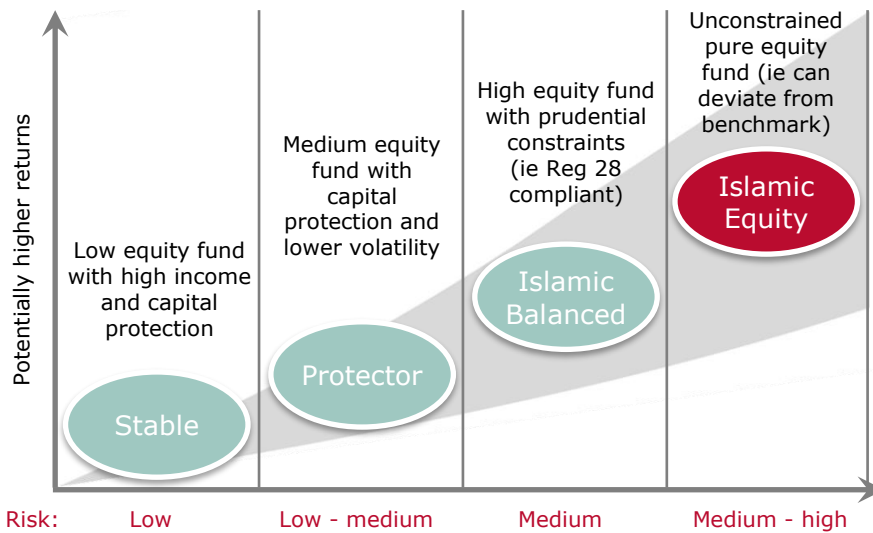 Potentially higher returns
Low equity fund
with high income
and capital
protection
Stable
Medium equity
fund with
capital
protection and
lower volatility
Protector
High equity fund
with prudential
constraints
(ie Reg 28
compliant)
Islamic
Balanced
Unconstrained
pure equity
fund (ie can
deviate from
benchmark)
Islamic
Equity
Risk: Low Low - medium Medium Medium - high